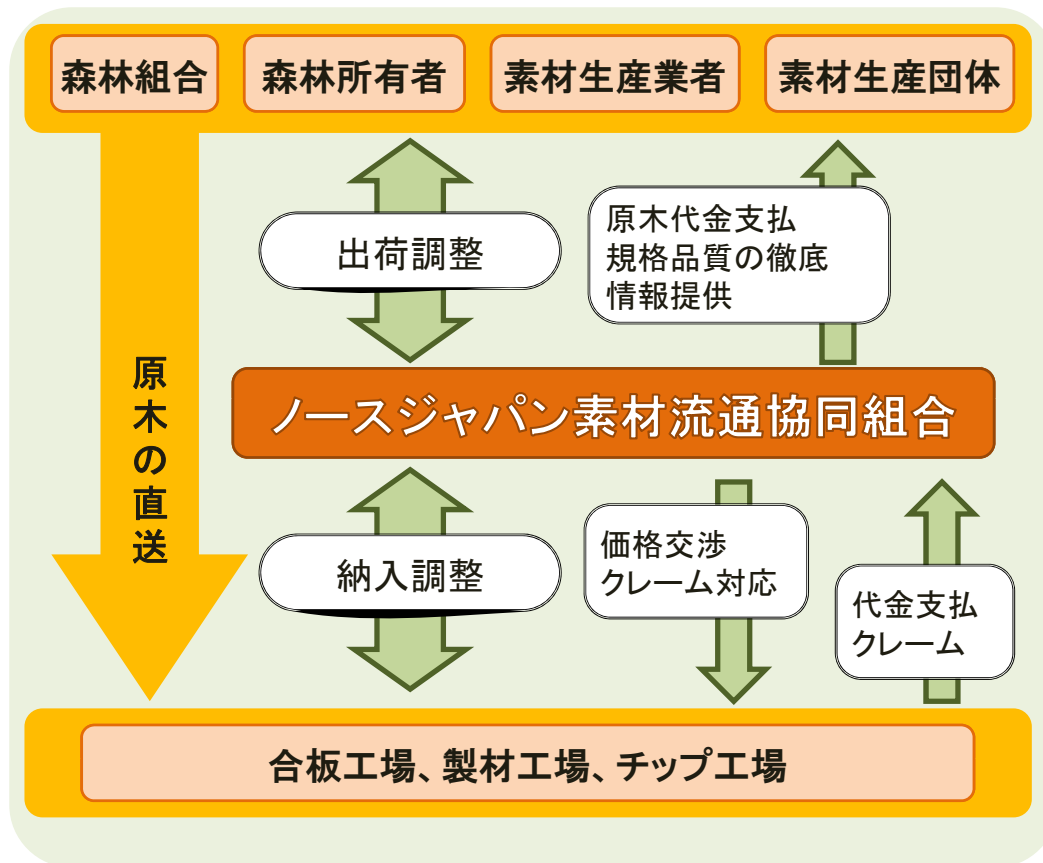 森林組合
森林所有者
素材生産業者
素材生産団体
出荷調整
原木代金支払
規格品質の徹底
情報提供
原木の直送
ノースジャパン素材流通協同組合
納入調整
価格交渉
クレーム対応
代金支払
クレーム
合板工場、製材工場、チップ工場